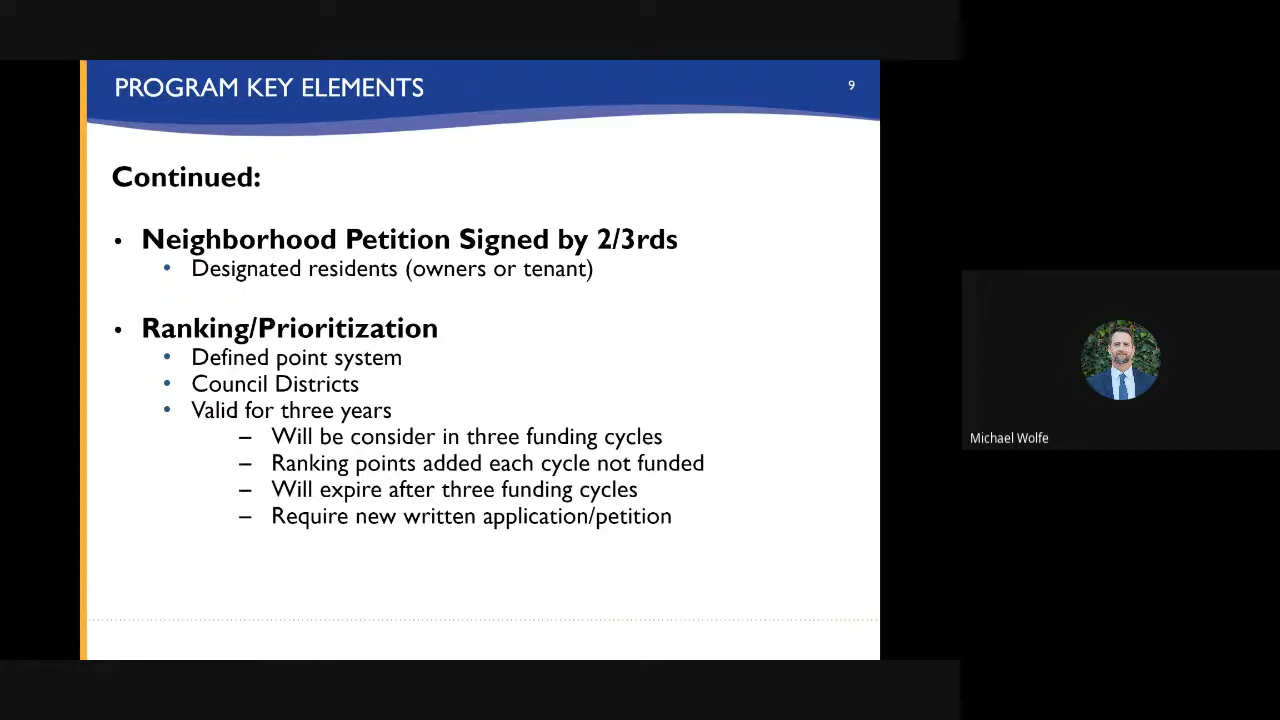 PROGRAM KEY ELEMENTS
9
Continued:
• Neighborhood Petition Signed by 2/3rds
• Designated residents (owners or tenant)
• Ranking/Prioritization
• Defined point system
• Council Districts
• Valid for three years
– Will be consider in three funding cycles
– Ranking points added each cycle not funded
– Will expire after three funding cycles
– Require new written application/petition
Michael Wolfe